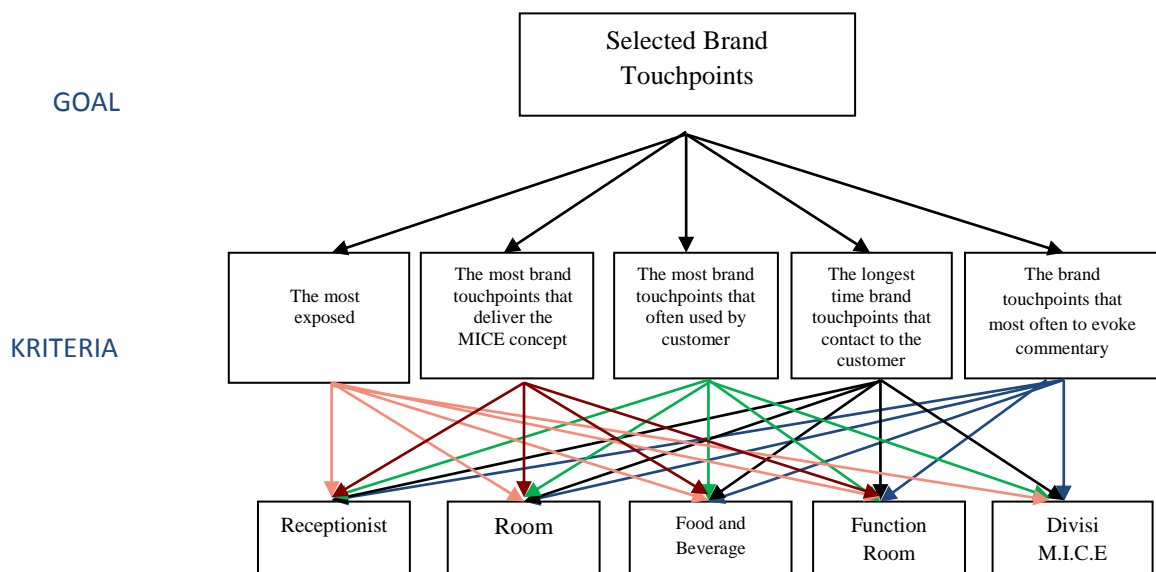 Selected Brand
Touchpoints
GOAL
The most
exposed
The most brand
touchpoints that
deliver the
MICE concept
The most brand
touchpoints that
often used by
customer
The longest
time brand
touchpoints that
contact to the
customer
The brand
touchpoints that
most often to evoke
commentary
KRITERIA
Receptionist
Room
Food and
Beverage
Function
Room
Divisi
M.I.C.E